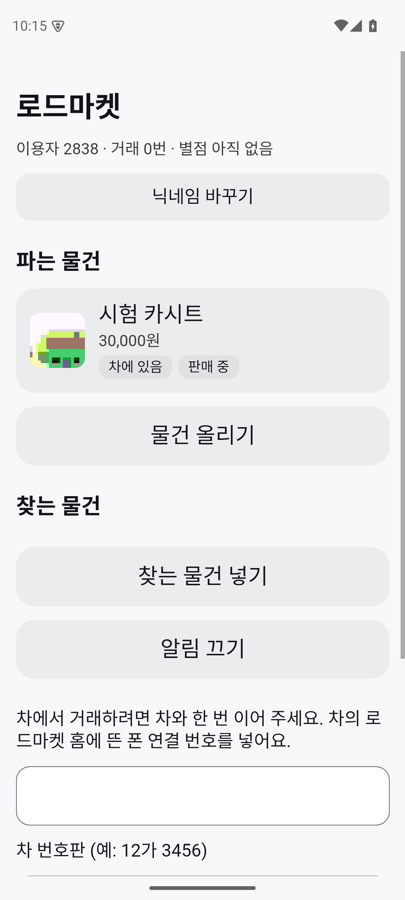 10:15
로드마켓
이용자 2838 · 거래 0번 · 별점 아직 없음
닉네임 바꾸기
파는 물건
시험 카시트
30,000원
차에 있음
판매 중
물건 올리기
찾는 물건
찾는 물건 넣기
알림 끄기
차에서 거래하려면 차와 한 번 이어 주세요. 차의 로
드마켓 홈에 뜬 폰 연결 번호를 넣어요.
차 번호판 (예: 12가 3456)